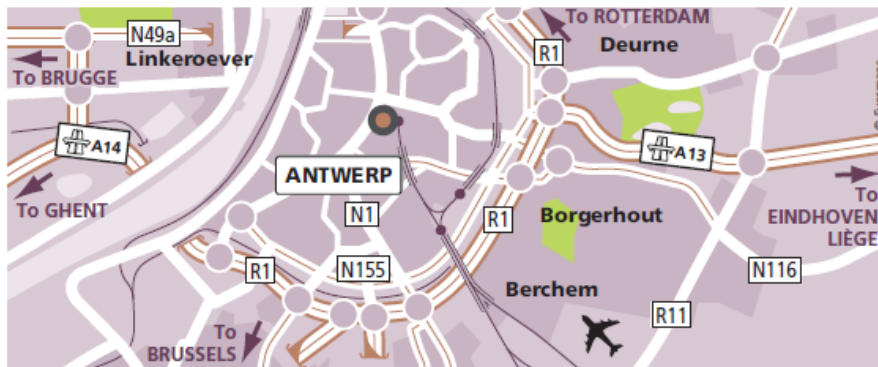 To ROTTERDAM
N49a
R1
Deurne
Linkeroever
To BRUGGE
A14
A13
ANTWERP
To GHENT
To
EINDHOVEN
LIÈGE
N1
R1
Borgerhout
R1
N155
N116
Berchem
R11
To
BRUSSELS